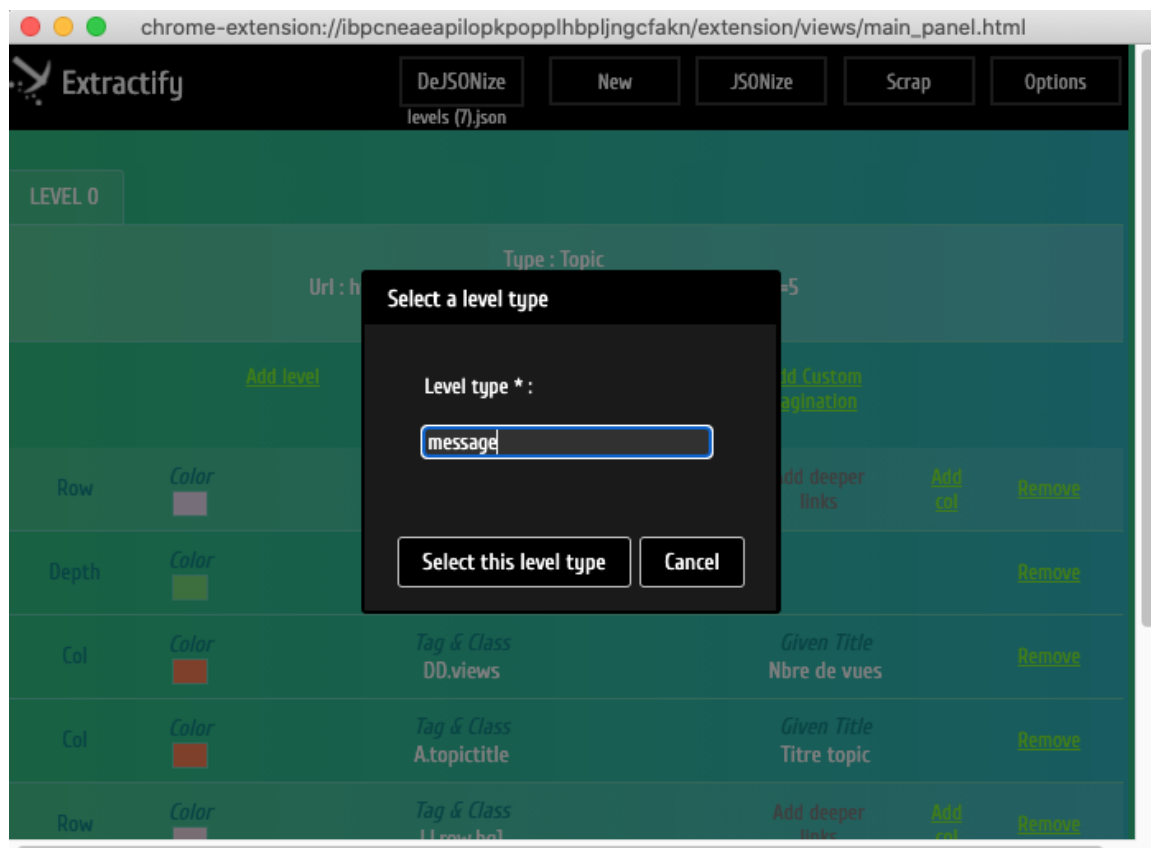 chrome-extension://ibpcneaeapilopkpopplhbpljngcfakn/extension/views/main_panel.html
Extractify
DeJSONize
New
JSONize
Scrap
Options
levels (7).json
LEVEL 0
Type : Topic
Url : h
=5
Select a level type
Level type * :
message
Select this level type
Cancel
Add level
Custom
Row
Color
deeper
links
Add
col
Remove
Depth
Color
Remove
Col
Color
Tag & Class
DD.views
Given Title
Nbre de vues
Remove
Col
Color
Tag & Class
A.topictitle
Given Title
Titre topic
Remove
Row
Color
Tag & Class
Add deeper
links
Add
col
Remove